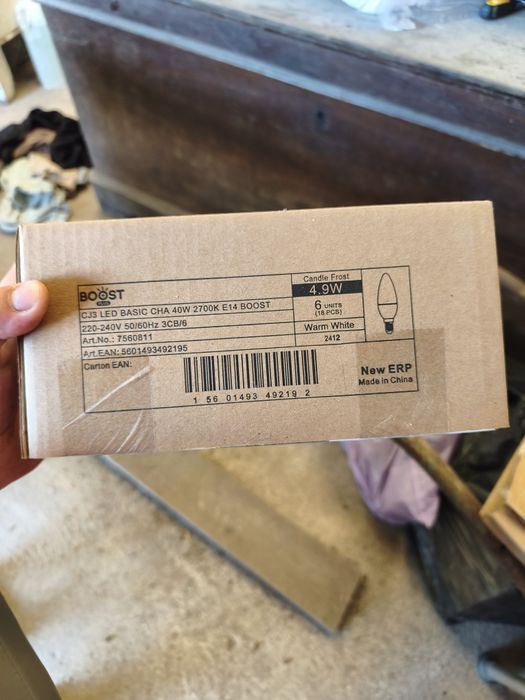 BOOST
PLUS
CJ3 LED BASIC CHA 40W 2700K E14 BOOST
220-240V 50/60Hz 3CB/6
Art.No.: 7560811
Art.EAN: 5601493492195
Carton EAN:
1 56 01493 49219 2
Candle Frost
4.9W
6 UNITS
(18 PCS)
Warm White
2412
New ERP
Made in China